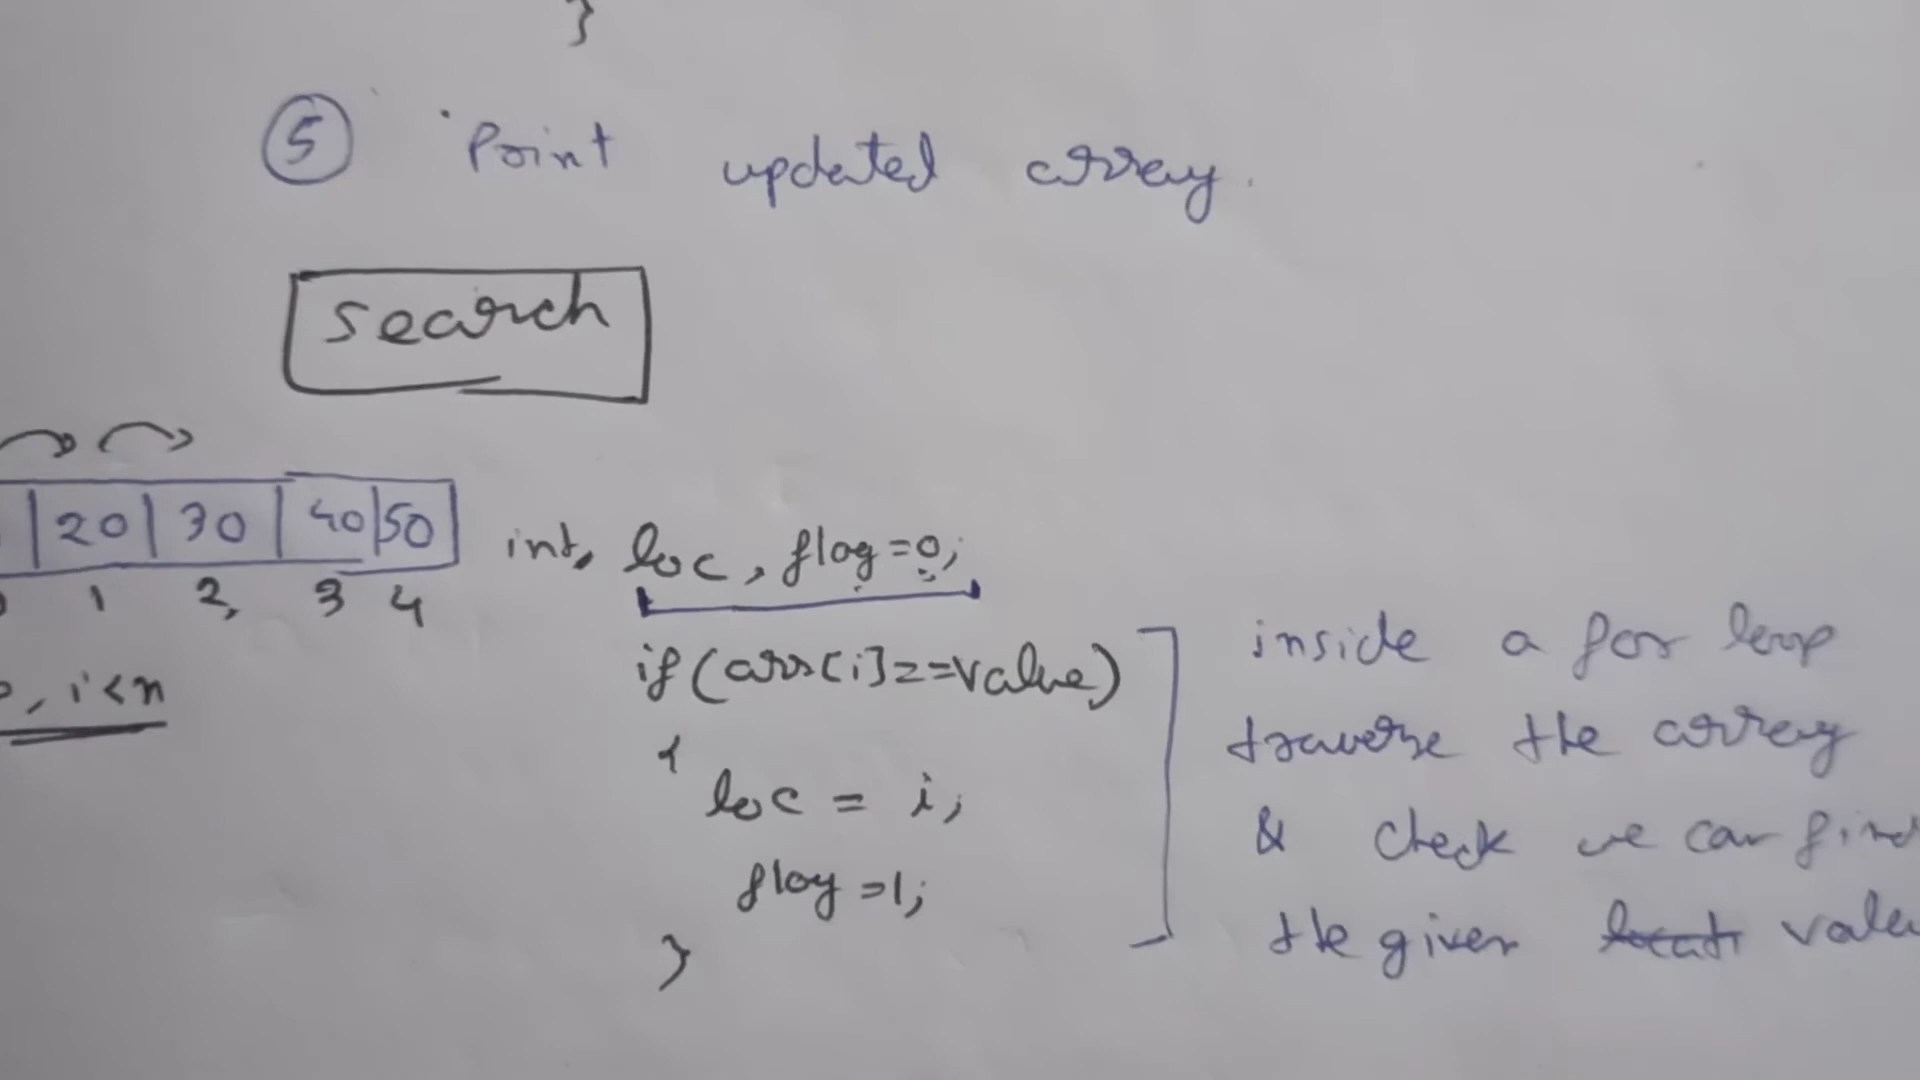 }
5 Print updated array.
search
20 30 40 50
1 2 3 4
, i<n
int, loc, flag=0;
if(arr[i]==value)
{
loc = i;
flag=1;
}
inside a for loop
traverse the array
& check we can find
the given value